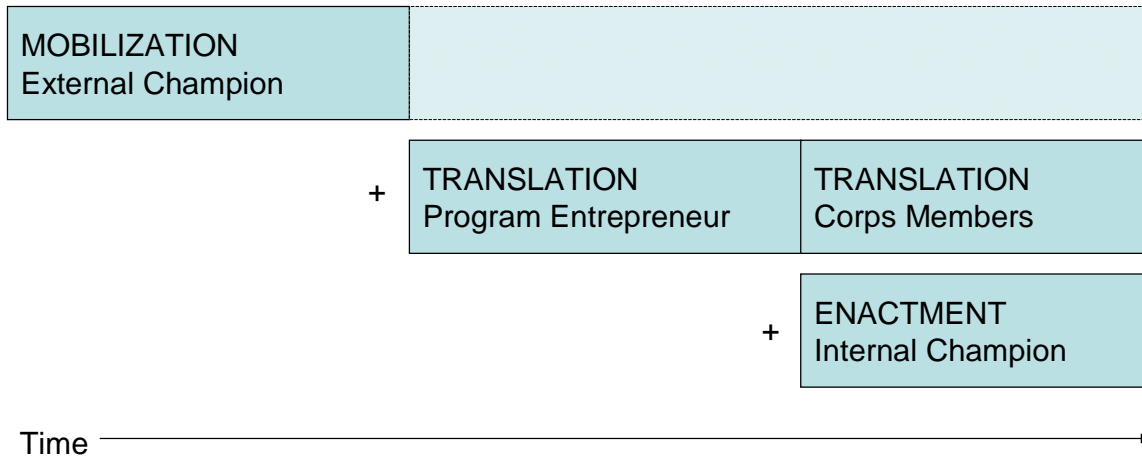 MOBILIZATION
External Champion
+
TRANSLATION
Program Entrepreneur
TRANSLATION
Corps Members
+
ENACTMENT
Internal Champion
Time